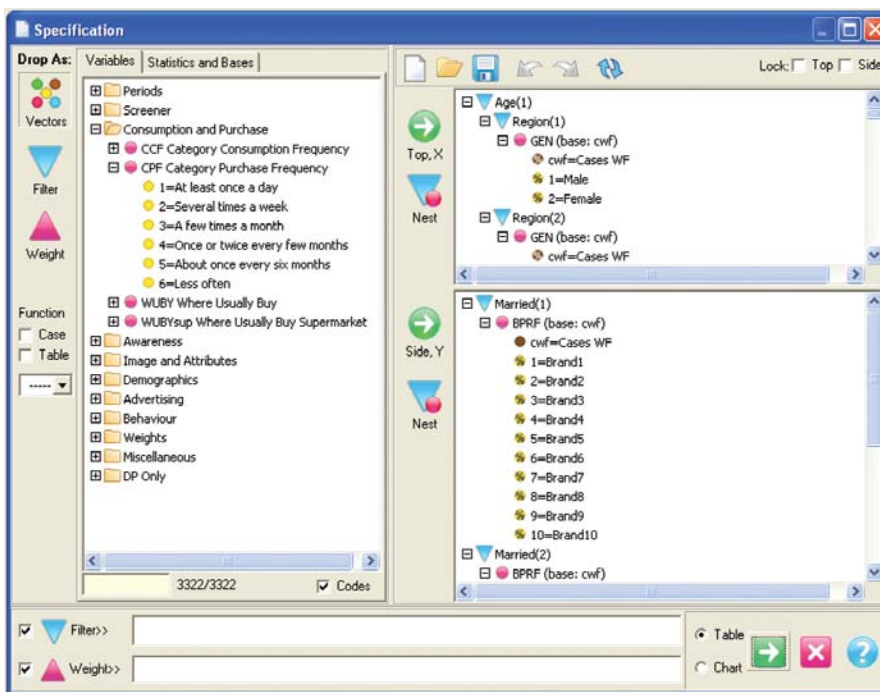 Specification
Drop As:
Vectors
Filter
Weight
Function
Case
Table
-----
Variables
Statistics and Bases
Periods
Screener
Consumption and Purchase
CCF Category Consumption Frequency
CPF Category Purchase Frequency
1=At least once a day
2=Several times a week
3=A few times a month
4=Once or twice every few months
5=About once every six months
6=Less often
WUBY Where Usually Buy
WUBYsup Where Usually Buy Supermarket
Awareness
Image and Attributes
Demographics
Advertising
Behaviour
Weights
Miscellaneous
DP Only
3322/3322
Codes
Lock: Top Side
Top, X
Nest
Age(1)
Region(1)
GEN (base: cwf)
cwf=Cases WF
1=Male
2=Female
Region(2)
GEN (base: cwf)
cwf=Cases WF
Side, Y
Nest
Married(1)
BPRF (base: cwf)
cwf=Cases WF
1=Brand1
2=Brand2
3=Brand3
4=Brand4
5=Brand5
6=Brand6
7=Brand7
8=Brand8
9=Brand9
10=Brand10
Married(2)
BPRF (base: cwf)
Filter>>
Weight>>
Table
Chart